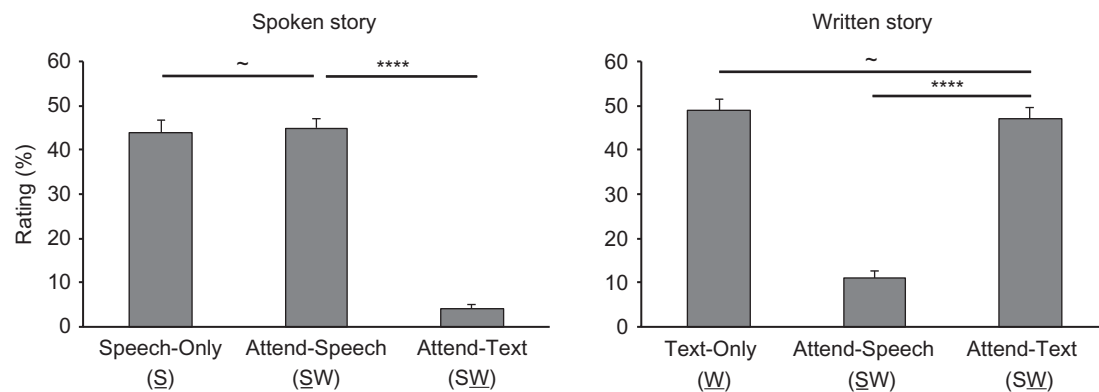 Spoken story
Written story
Rating (%)
60
50
40
30
20
10
0
~
****
Speech-Only
(S)
Attend-Speech
(SW)
Attend-Text
(SW)
60
50
40
30
20
10
0
~
****
Text-Only
(W)
Attend-Speech
(SW)
Attend-Text
(SW)